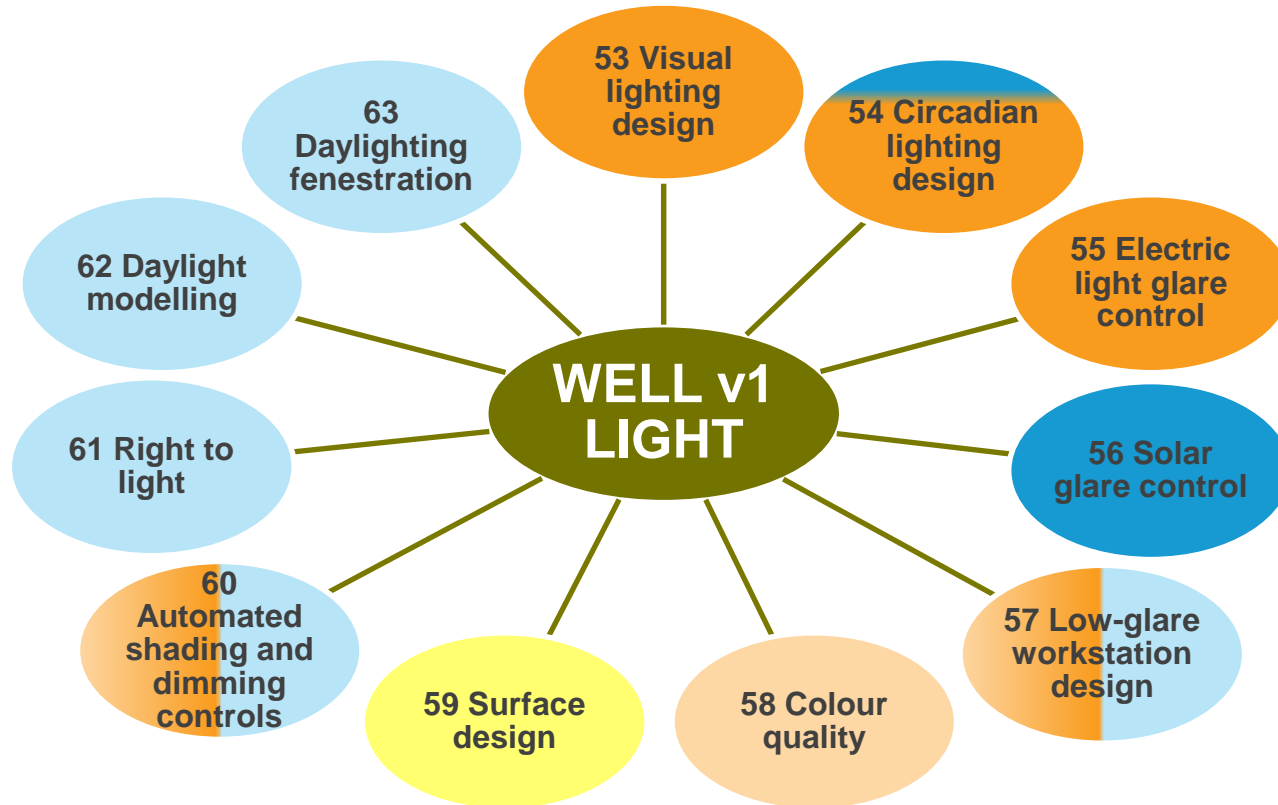 53 Visual
lighting
design
54 Circadian
lighting
design
55 Electric
light glare
control
56 Solar
glare control
57 Low-glare
workstation
design
58 Colour
quality
59 Surface
design
60
Automated
shading and
dimming
controls
61 Right to
light
62 Daylight
modelling
63
Daylighting
fenestration
WELL v1
LIGHT